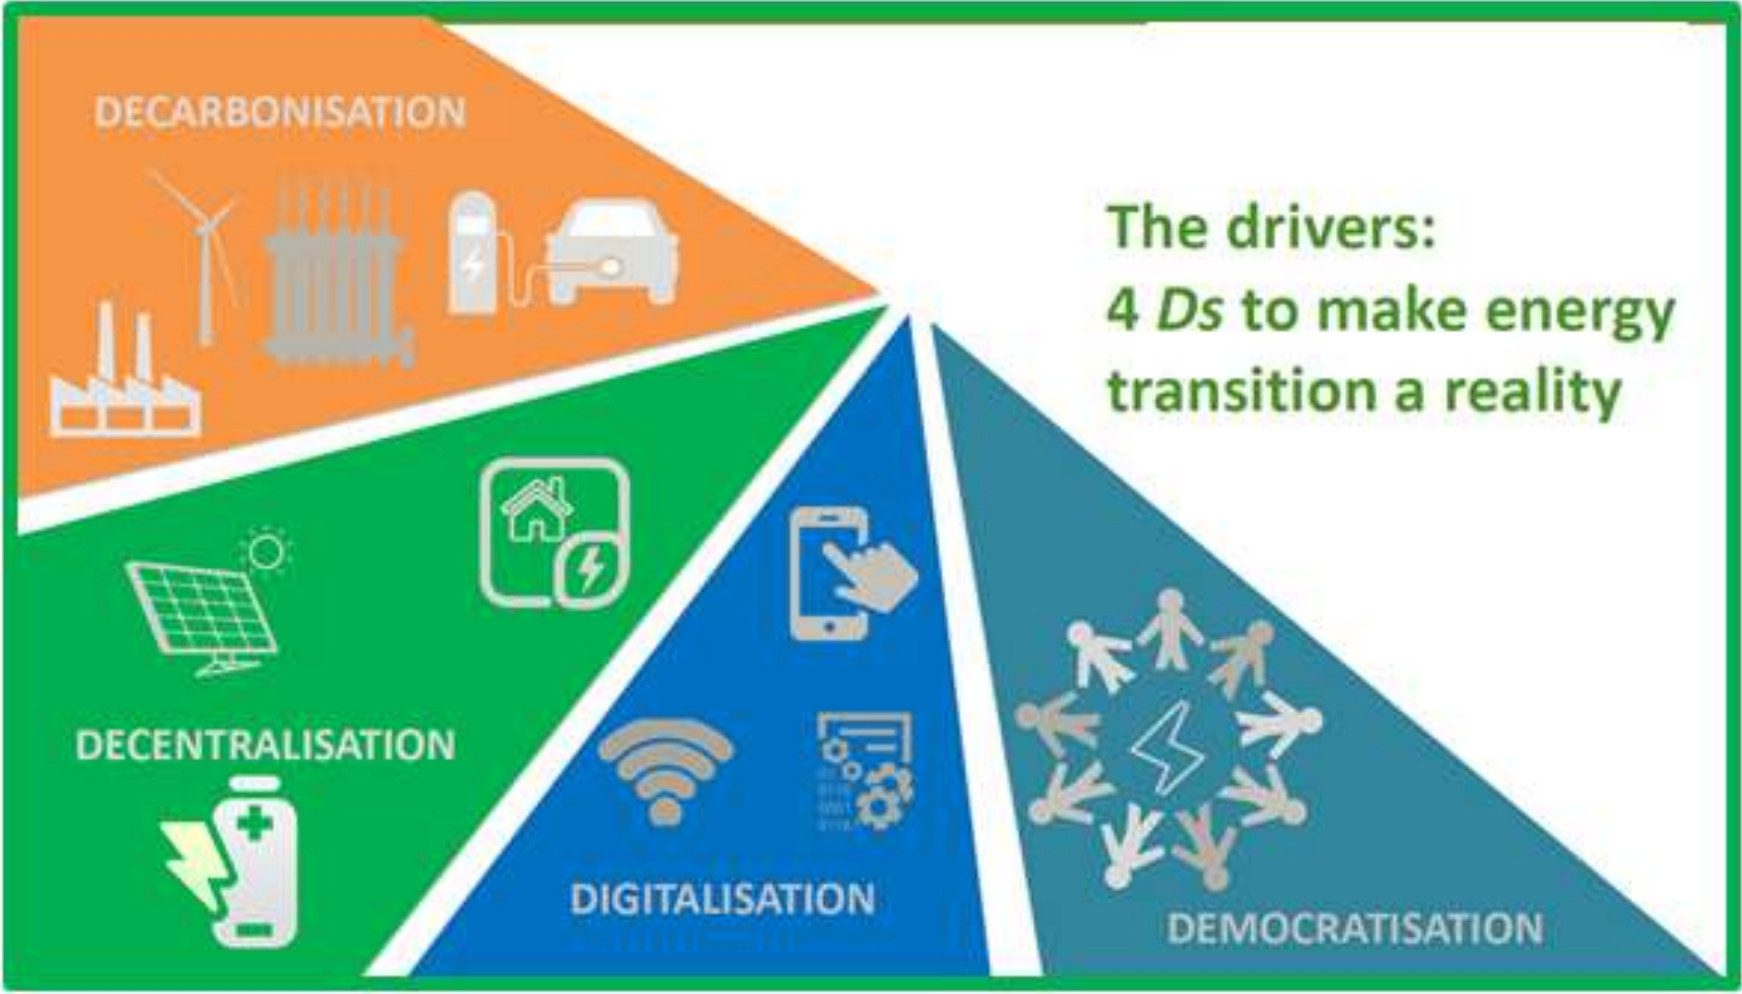 DECARBONISATION
The drivers:
4 Ds to make energy
transition a reality
DECENTRALISATION
DIGITALISATION
DEMOCRATISATION